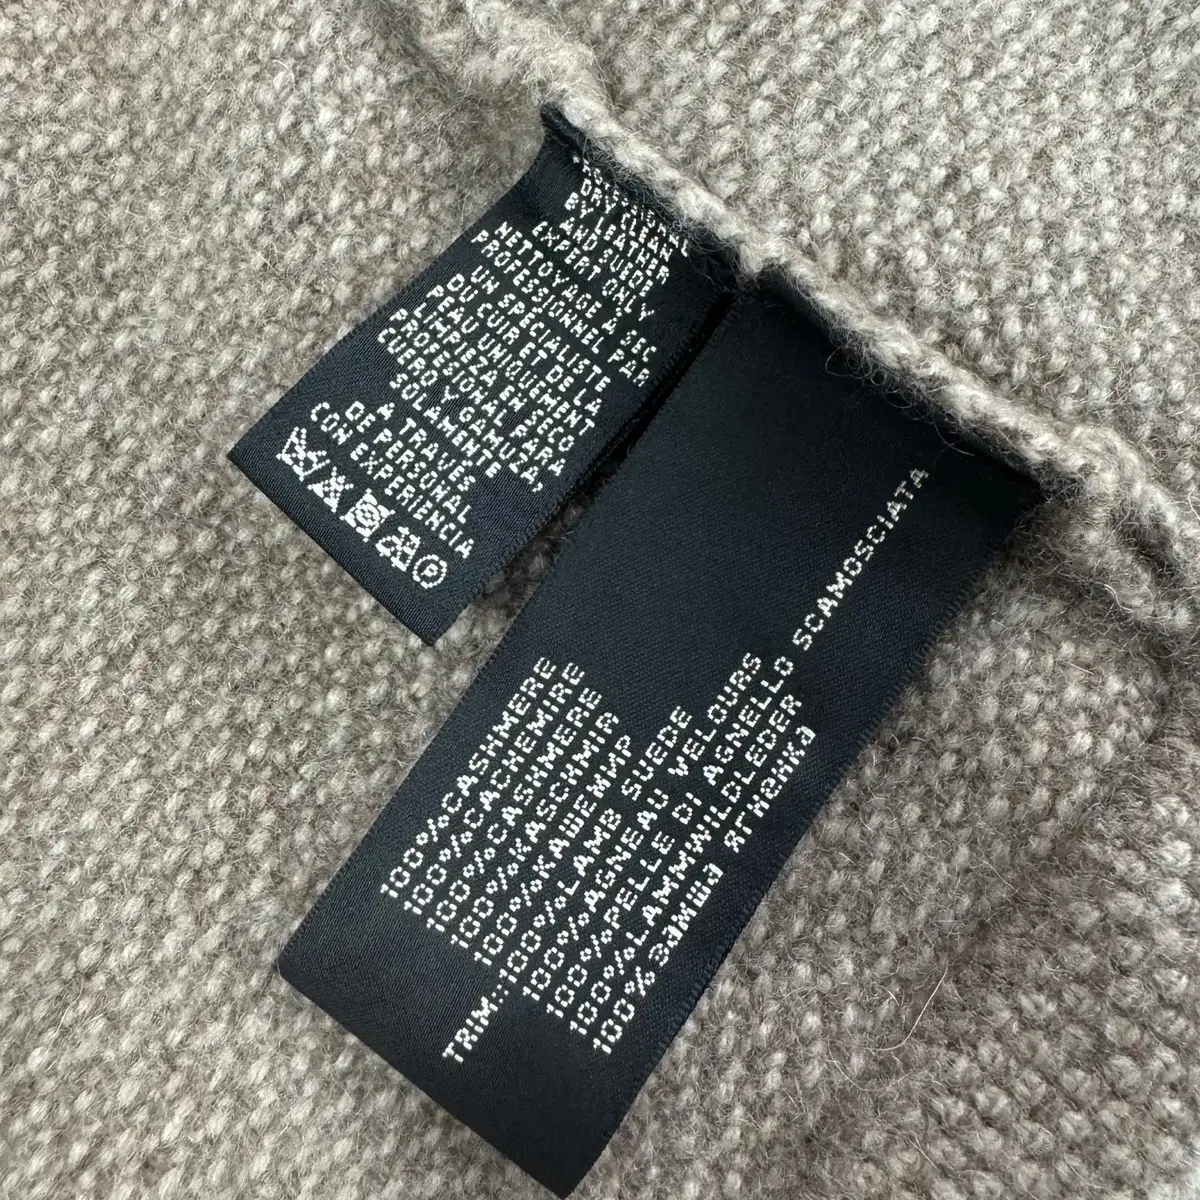 DRY CLEAN
BY LEATHER
AND SUEDE
EXPERT ONLY
NETTOYAGE A SEC
PROFESSIONNEL PAR
UN SPECIALISTE
DU CUIR ET DE LA
PEAU UNIQUEMENT
LIMPIEZA EN SECO
PROFESIONAL PARA
CUERO Y GAMUZA,
SOLAMENTE
A TRAVÉS
DE PERSONAL
CON EXPERIENCIA
P
100%CASHMERE
100%CACHEMIRE
100%CASHMERE
100%KASCHMIR
100%КАШЕМИР
TRIM: 100%LAMB SUEDE
100%AGNEAU VELOURS
100%PELLE DI AGNELLO SCAMOSCIATA
100%LAMMWILDLEDER
100%ЗАМША ЯГНЕНКА